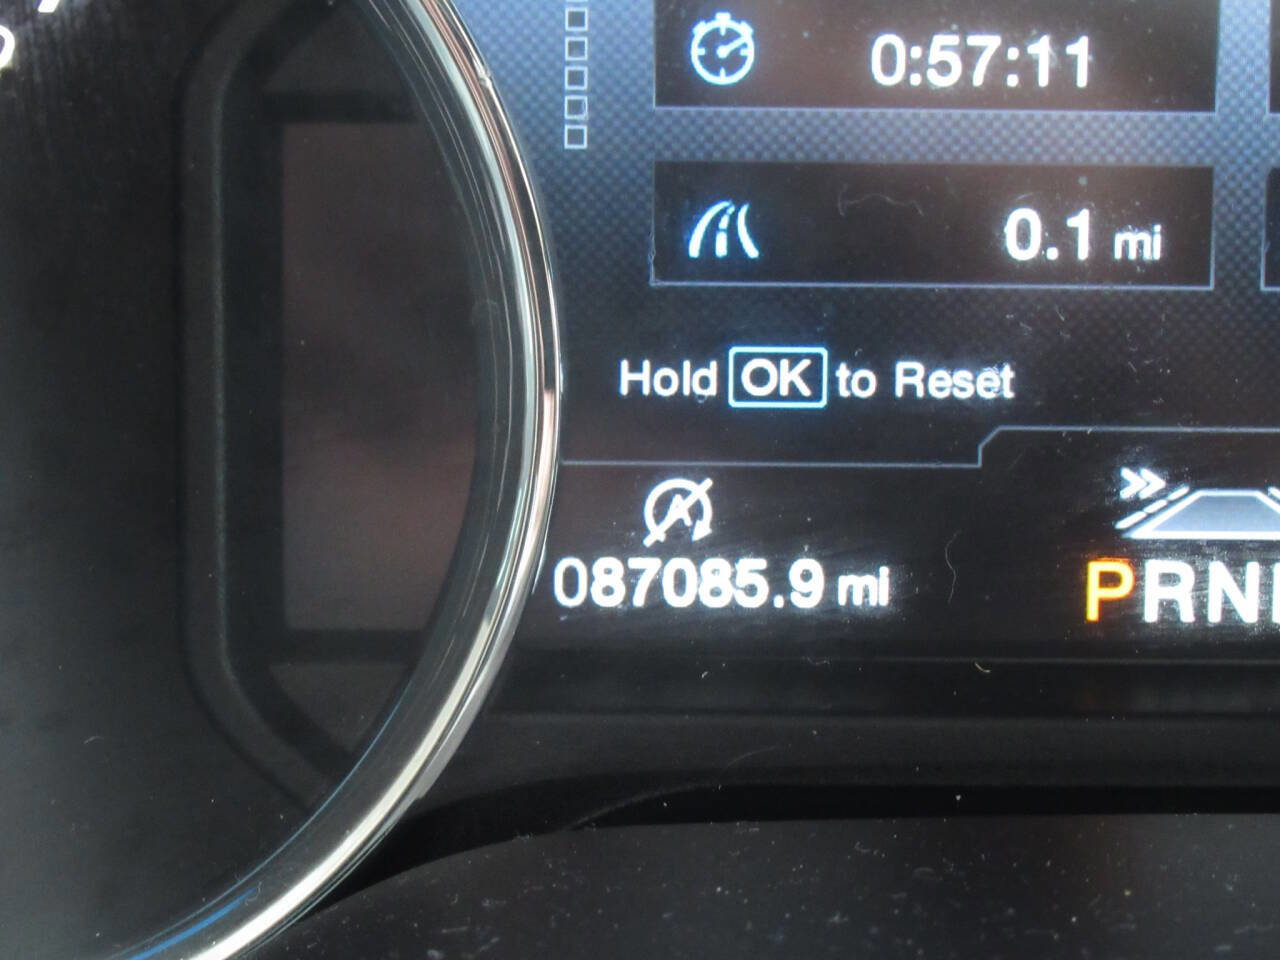 0:57:11
0.1 mi
Hold OK to Reset
087085.9 mi
PRN